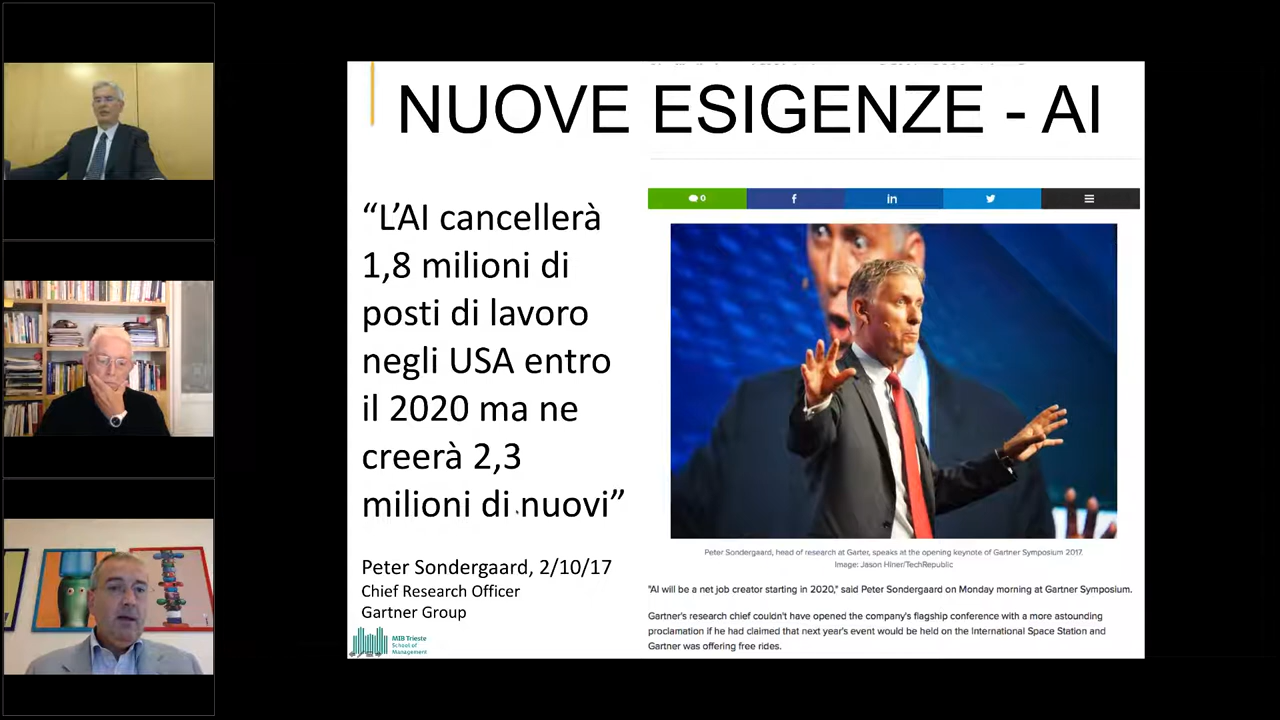 NUOVE ESIGENZE - AI
“L’AI cancellerà
1,8 milioni di
posti di lavoro
negli USA entro
il 2020 ma ne
creerà 2,3
milioni di nuovi”
Peter Sondergaard, 2/10/17
Chief Research Officer
Gartner Group
MIB Trieste
School of
Management
0
f
in
Peter Sondergaard, head of research at Garter, speaks at the opening keynote of Gartner Symposium 2017.
Image: Jason Hiner/TechRepublic
"AI will be a net job creator starting in 2020," said Peter Sondergaard on Monday morning at Gartner Symposium.
Gartner's research chief couldn't have opened the company's flagship conference with a more astounding
proclamation if he had claimed that next year's event would be held on the International Space Station and
Gartner was offering free rides.